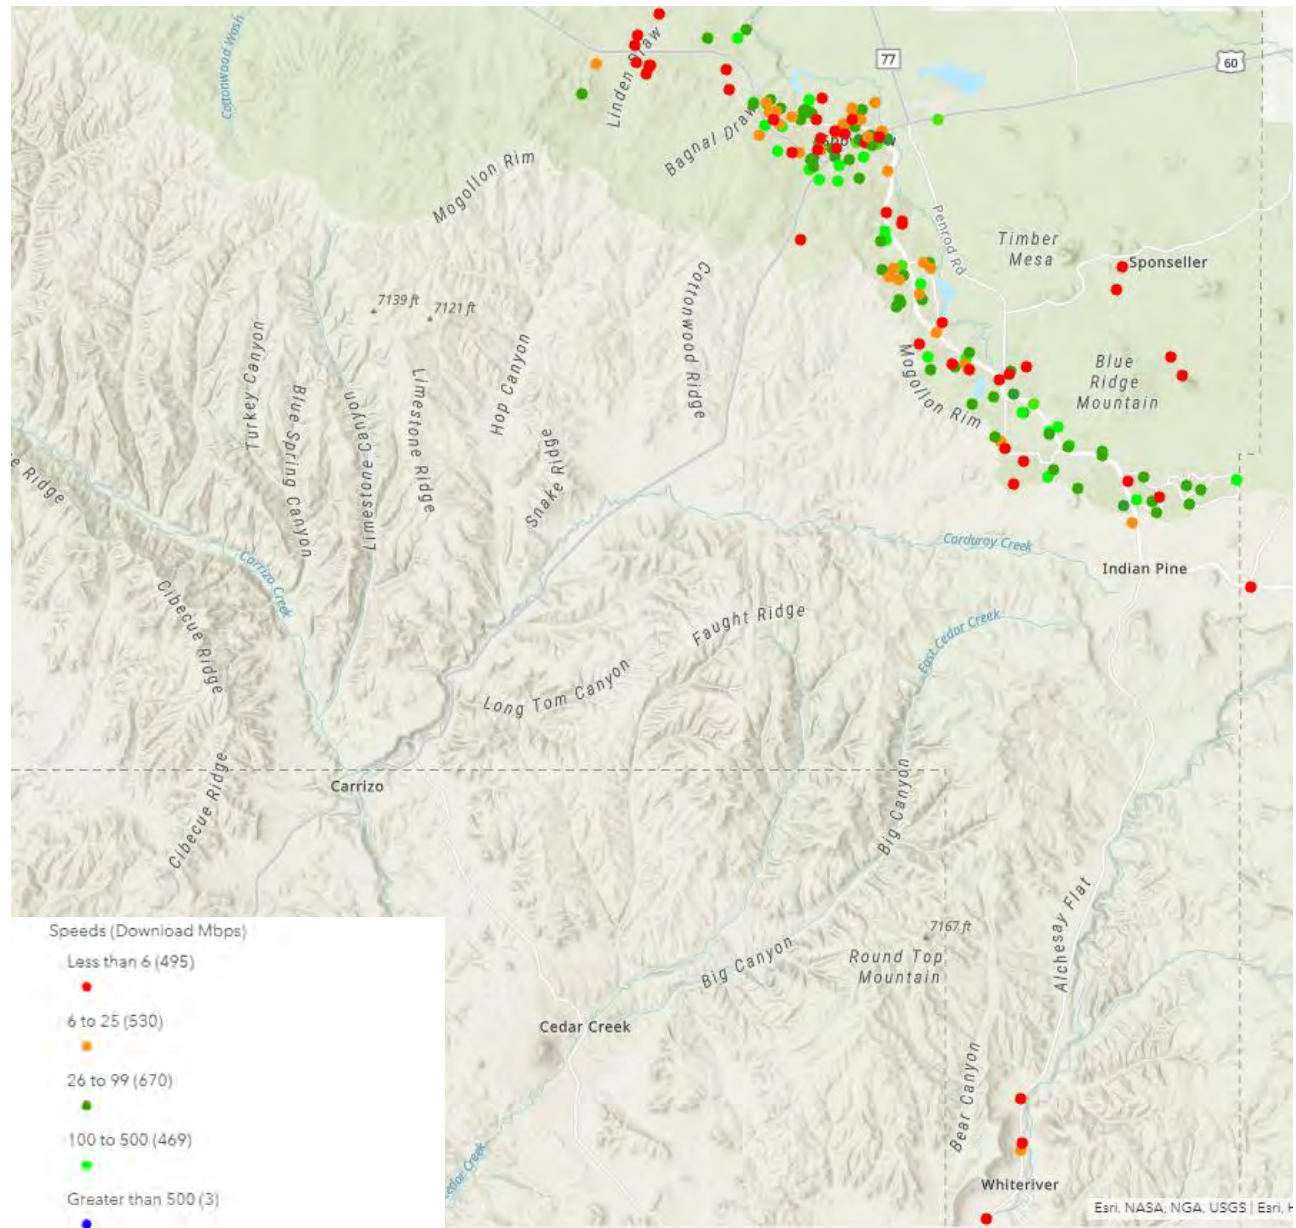 Cottonwood Wash
Linden Draw
77
60
Bagnal Draw
Mogollon Rim
Penrod Rd
Timber
Mesa
Sponseller
Cottonwood Ridge
7139 ft
7121 ft
Turkey Canyon
Blue Spring Canyon
Limestone Canyon
Limestone Ridge
Hop Canyon
Snake Ridge
Mogollon Rim
Blue
Ridge
Mountain
e Ridge
Carrizo Creek
Corduroy Creek
Indian Pine
Cibecue Ridge
Faught Ridge
East Cedar Creek
Long Tom Canyon
Cibecue Ridge
Carrizo
Big Canyon
Alchesay Flat
7167 ft
Big Canyon
Round Top
Mountain
Cedar Creek
Bear Canyon
Cedar Creek
Whiteriver
Speeds (Download Mbps)
Less than 6 (495)
6 to 25 (530)
26 to 99 (670)
100 to 500 (469)
Greater than 500 (3)
Esri, NASA, NGA, USGS | Esri, H